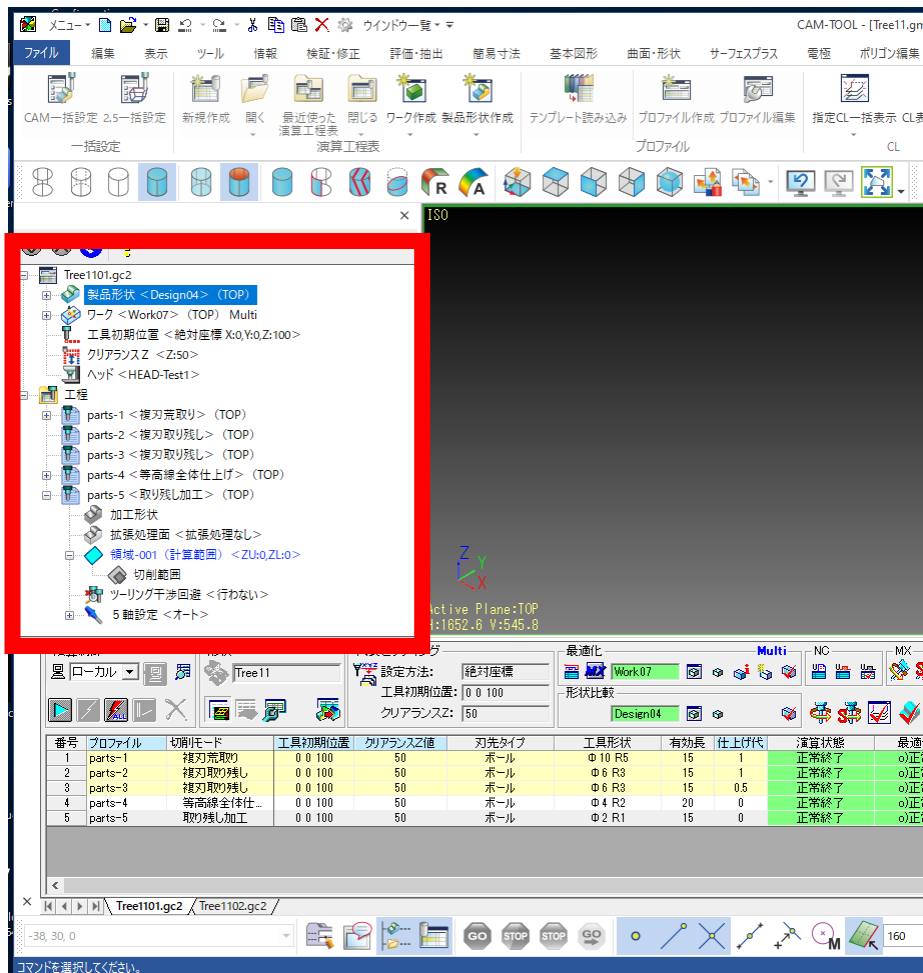 メニュー ウインドウ一覧 CAM-TOOL - [Tree11.gm
ファイル 編集 表示 ツール 情報 検証・修正 評価・抽出 簡易寸法 基本図形 曲面・形状 サーフェスプラス 電極 ポリゴン編集
CAM一括設定 2.5一括設定 新規作成 開く 最近使った 閉じる ワーク作成 製品形状作成 テンプレート読み込み プロファイル作成 プロファイル編集 指定CL一括表示 CL表
演算工程表
一括設定 演算工程表 プロファイル CL
R A
× ISO
Tree1101.gc2
製品形状 <Design04> (TOP)
ワーク <Work07> (TOP) Multi
工具初期位置 <絶対座標 X:0,Y:0,Z:100>
クリアランスZ <Z:50>
ヘッド <HEAD-Test1>
工程
parts-1 <複刃荒取り> (TOP)
parts-2 <複刃取り残し> (TOP)
parts-3 <複刃取り残し> (TOP)
parts-4 <等高線全体仕上げ> (TOP)
parts-5 <取り残し加工> (TOP)
加工形状
拡張処理面 <拡張処理なし>
領域-001 (計算範囲) <ZU:0,ZL:0>
切削範囲
ツーリング干渉回避 <行わない>
5軸設定 <オート>
Z
Y
X
Active Plane:TOP
H:1652.6 V:545.8
最適化 Multi NC MX
ローカル Tree11 設定方法: 絶対座標 MX Work07
工具初期位置: 0 0 100 形状比較
ALL クリアランスZ: 50 Design04
番号 プロファイル 切削モード 工具初期位置 クリアランスZ値 刃先タイプ 工具形状 有効長 仕上げ代 演算状態 最適
1 parts-1 複刃荒取り 0 0 100 50 ボール Φ10 R5 15 1 正常終了 o)正常
2 parts-2 複刃取り残し 0 0 100 50 ボール Φ6 R3 15 1 正常終了 o)正常
3 parts-3 複刃取り残し 0 0 100 50 ボール Φ6 R3 15 0.5 正常終了 o)正常
4 parts-4 等高線全体仕... 0 0 100 50 ボール Φ4 R2 20 0 正常終了 o)正常
5 parts-5 取り残し加工 0 0 100 50 ボール Φ2 R1 15 0 正常終了 o)正常
Tree1101.gc2 Tree1102.gc2
-38, 30, 0 GO STOP STOP GO M 160
コマンドを選択してください。